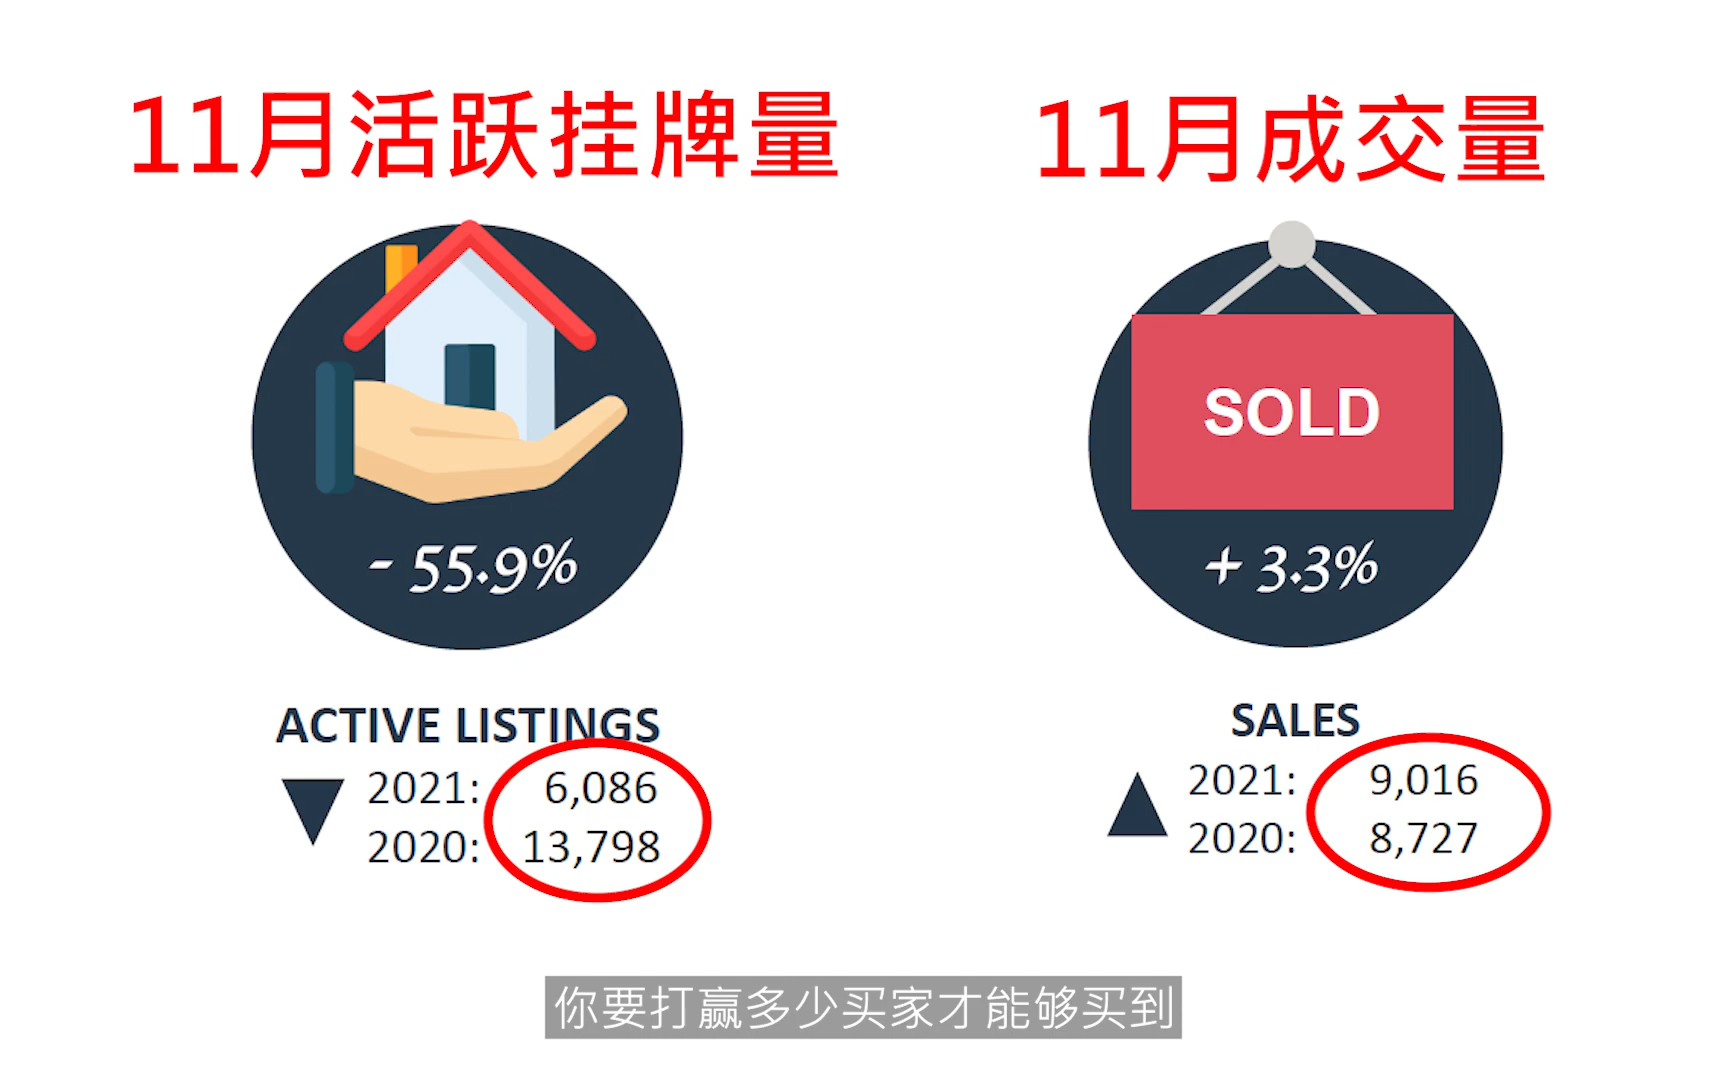 11月活跃挂牌量
11月成交量
SOLD
- 55.9%
+ 3.3%
ACTIVE LISTINGS
2021: 6,086
2020: 13,798
SALES
2021: 9,016
2020: 8,727
你要打赢多少买家才能够买到